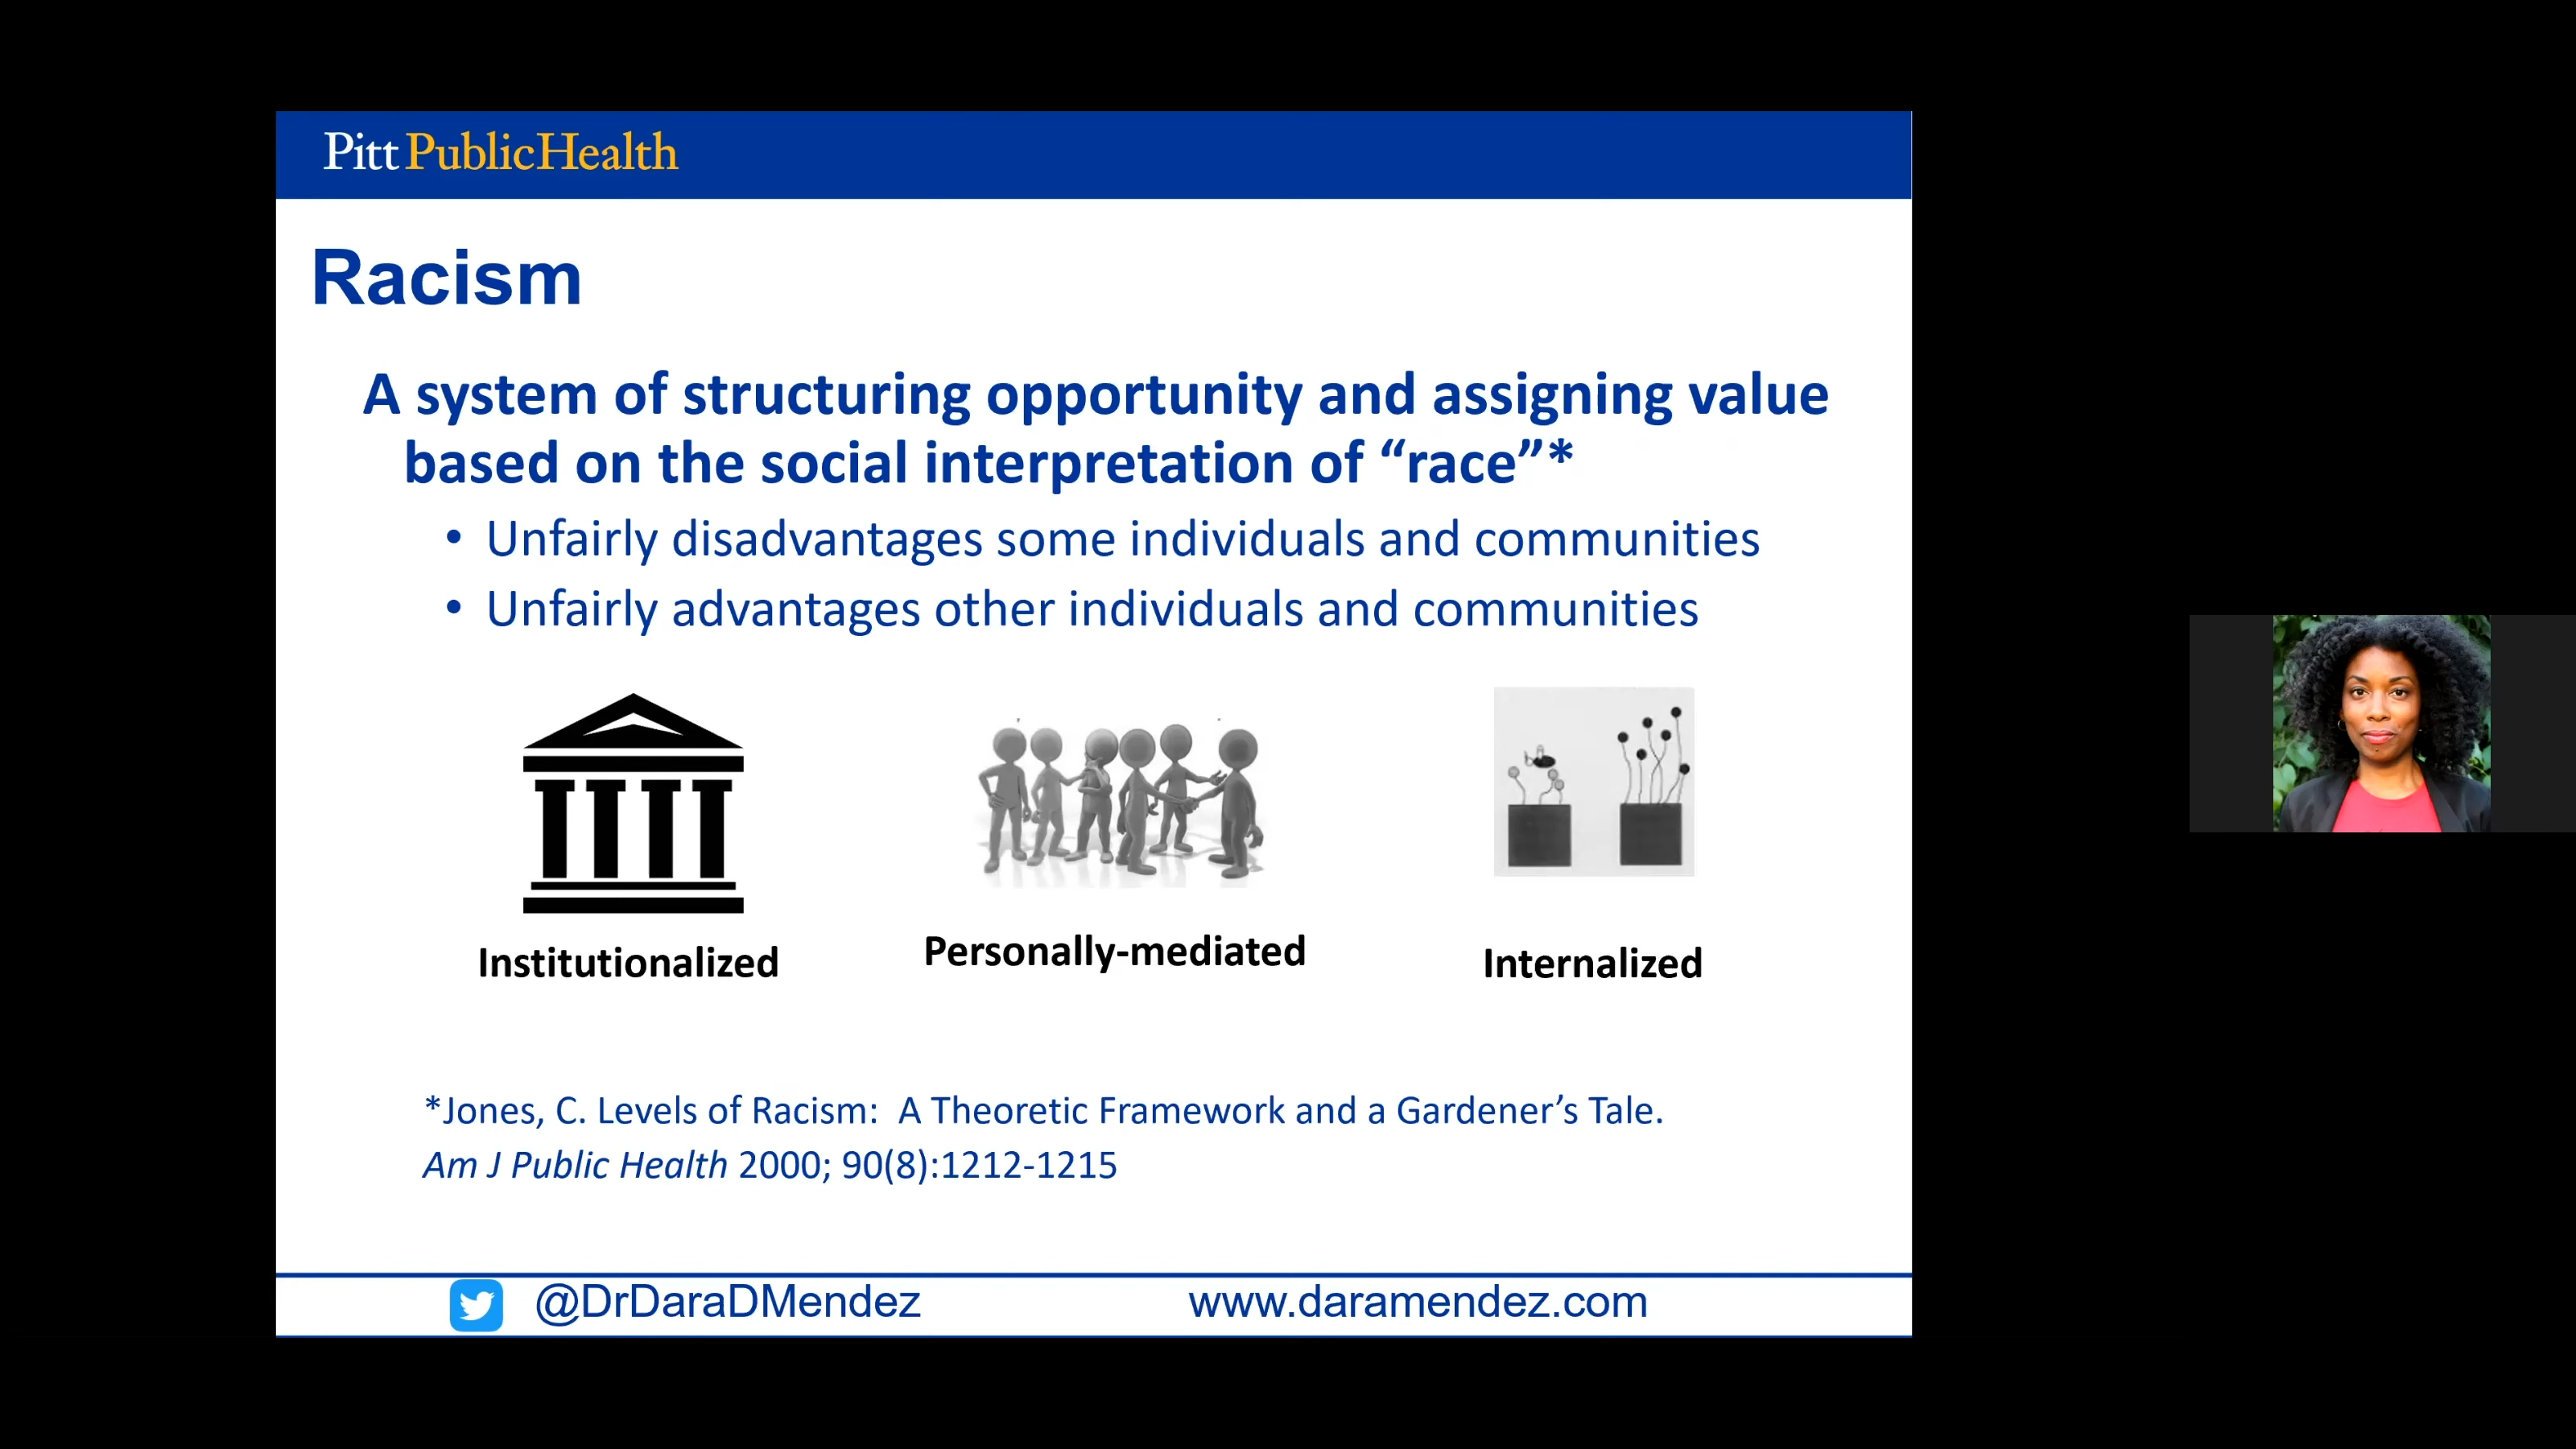 Pitt PublicHealth
Racism
A system of structuring opportunity and assigning value
based on the social interpretation of “race”*
• Unfairly disadvantages some individuals and communities
• Unfairly advantages other individuals and communities
Institutionalized
Personally-mediated
Internalized
*Jones, C. Levels of Racism:  A Theoretic Framework and a Gardener’s Tale.
Am J Public Health 2000; 90(8):1212-1215
@DrDaraDMendez
www.daramendez.com